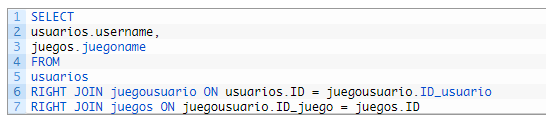 1 SELECT
2 usuarios.username,
3 juegos.juegoname
4 FROM
5 usuarios
6 RIGHT JOIN juegousuario ON usuarios.ID = juegousuario.ID_usuario
7 RIGHT JOIN juegos ON juegousuario.ID_juego = juegos.ID